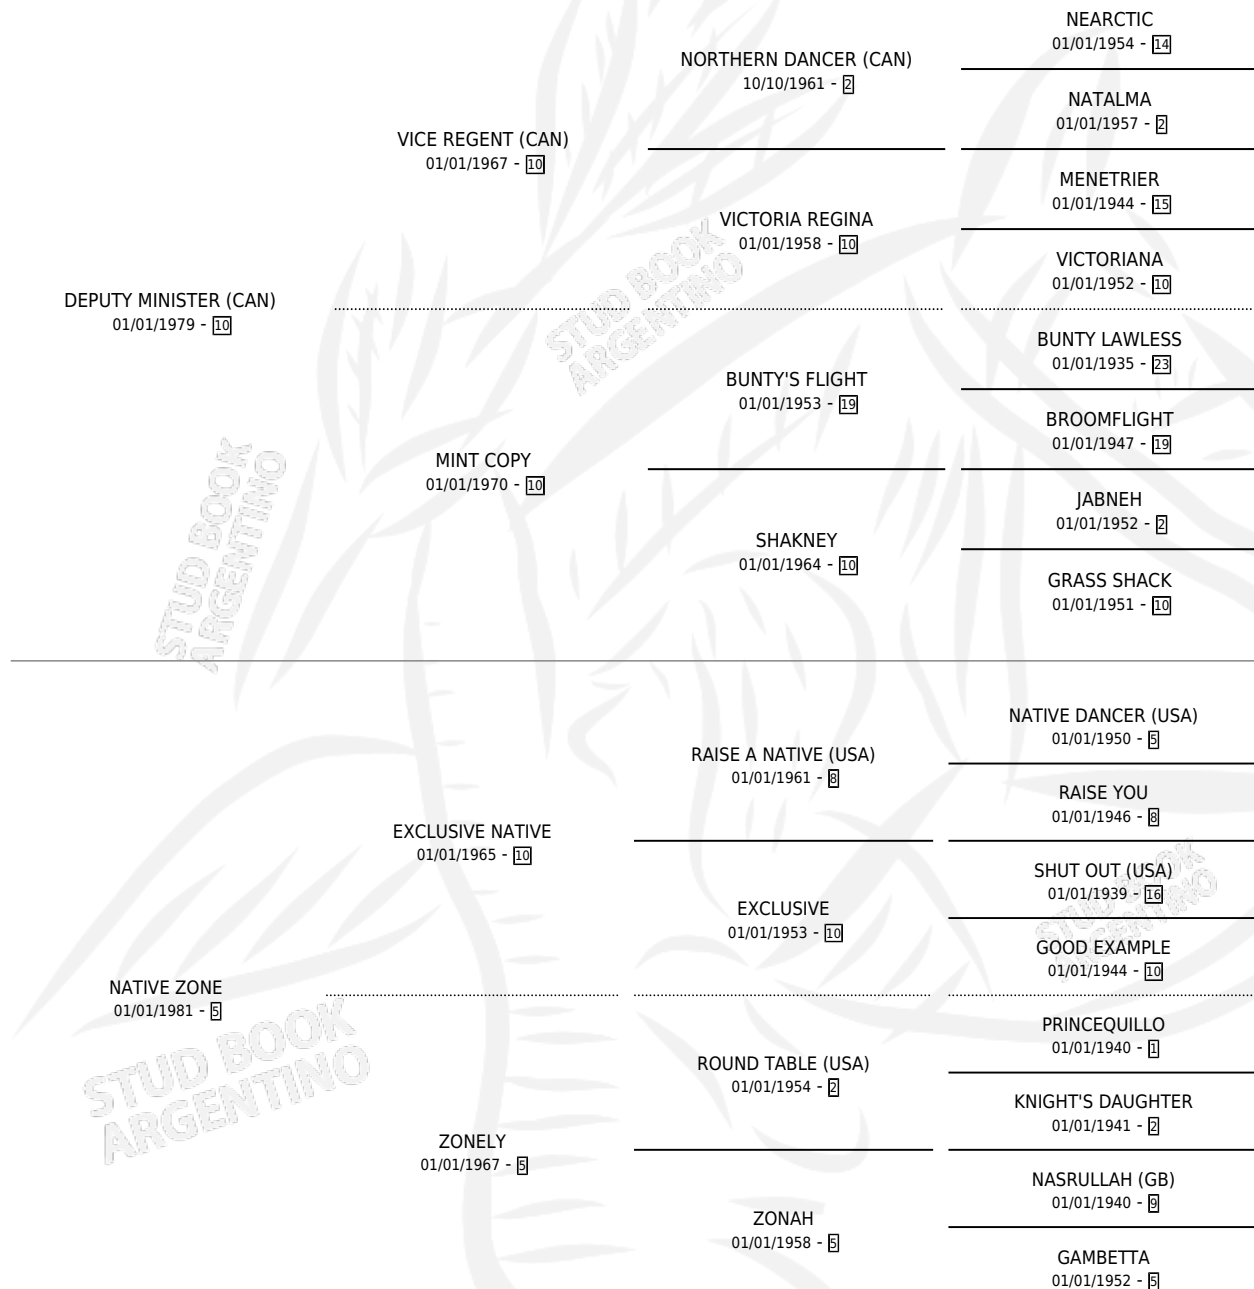 NEARCTIC
01/01/1954 - 14
NORTHERN DANCER (CAN)
10/10/1961 - 2
NATALMA
01/01/1957 - 2
VICE REGENT (CAN)
01/01/1967 - 10
MENETRIER
01/01/1944 - 15
VICTORIA REGINA
01/01/1958 - 10
VICTORIANA
01/01/1952 - 10
DEPUTY MINISTER (CAN)
01/01/1979 - 10
BUNTY LAWLESS
01/01/1935 - 23
BUNTY'S FLIGHT
01/01/1953 - 19
BROOMFLIGHT
01/01/1947 - 19
MINT COPY
01/01/1970 - 10
JABNEH
01/01/1952 - 2
SHAKNEY
01/01/1964 - 10
GRASS SHACK
01/01/1951 - 10
NATIVE DANCER (USA)
01/01/1950 - 5
RAISE A NATIVE (USA)
01/01/1961 - 8
RAISE YOU
01/01/1946 - 8
EXCLUSIVE NATIVE
01/01/1965 - 10
SHUT OUT (USA)
01/01/1939 - 16
EXCLUSIVE
01/01/1953 - 10
GOOD EXAMPLE
01/01/1944 - 10
NATIVE ZONE
01/01/1981 - 5
PRINCEQUILLO
01/01/1940 - 1
ROUND TABLE (USA)
01/01/1954 - 2
KNIGHT'S DAUGHTER
01/01/1941 - 2
ZONELY
01/01/1967 - 5
NASRULLAH (GB)
01/01/1940 - 9
ZONAH
01/01/1958 - 5
GAMBETTA
01/01/1952 - 5
STUD BOOK
ARGENTINO
STUD BOOK
ARGENTINO
STUD BOOK
ARGENTINO
STUD BOOK
ARGENTINO